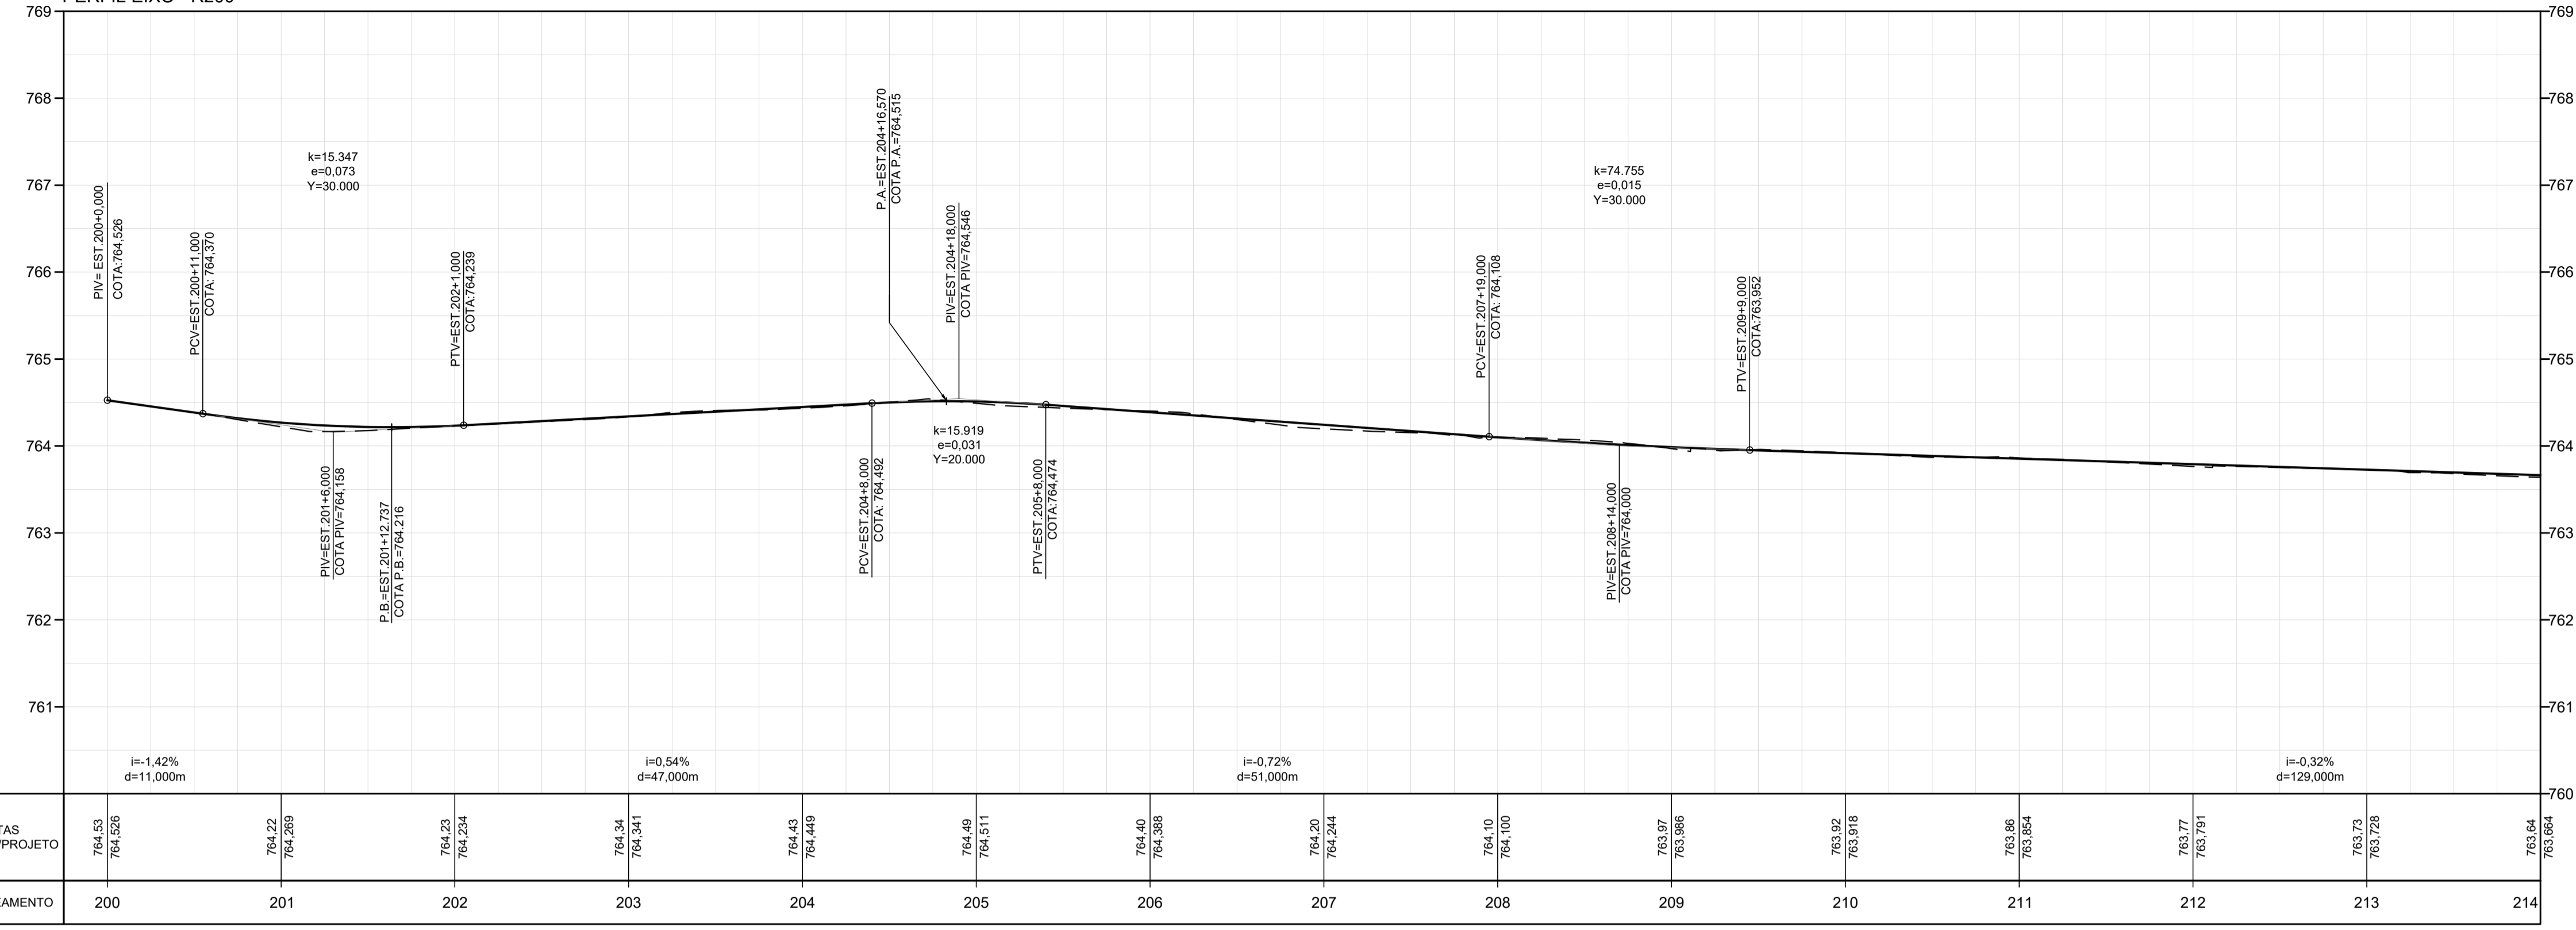 769
768
767
766
765
764
763
762
761
769
768
767
766
765
764
763
762
761
760
PIV= EST.200+0,000
COTA:764,526
PCV=EST.200+11,000
COTA: 764,370
k=15.347
e=0,073
Y=30.000
PIV=EST.201+6,000
COTA PIV=764,158
P.B.=EST.201+12.737
COTA P.B.=764.216
PTV=EST.202+1,000
COTA:764,239
PCV=EST.204+8,000
COTA: 764,492
P.A.=EST.204+16,570
COTA P.A.=764,515
PIV=EST.204+18,000
COTA PIV=764,546
k=15.919
e=0,031
Y=20.000
PTV=EST.205+8,000
COTA:764,474
PCV=EST.207+19,000
COTA: 764,108
k=74.755
e=0,015
Y=30.000
PIV=EST.208+14,000
COTA PIV=764,000
PTV=EST.209+9,000
COTA:763,952
i=-1,42%
d=11,000m
i=0,54%
d=47,000m
i=-0,72%
d=51,000m
i=-0,32%
d=129,000m
TAS
/PROJETO
764,53
764,526
764,22
764,269
764,23
764,234
764,34
764,341
764,43
764,449
764,49
764,511
764,40
764,388
764,20
764,244
764,10
764,100
763,97
763,986
763,92
763,918
763,86
763,854
763,77
763,791
763,73
763,728
763,64
763,664
AMENTO
200 201 202 203 204 205 206 207 208 209 210 211 212 213 214